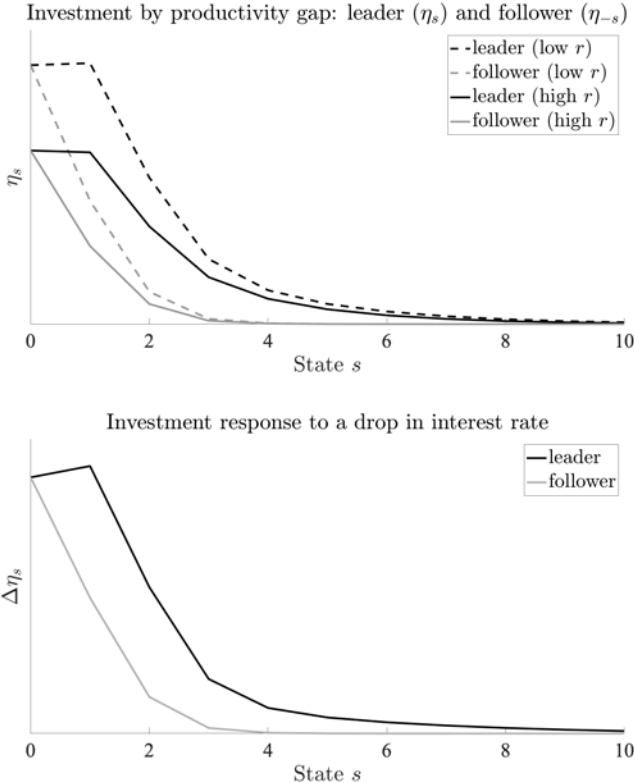 Investment by productivity gap: leader (ηₛ) and follower (η₋ₛ)
leader (low r)
follower (low r)
leader (high r)
follower (high r)
ηₛ
0 2 4 6 8 10
State s
Investment response to a drop in interest rate
leader
follower
Δηₛ
0 2 4 6 8 10
State s